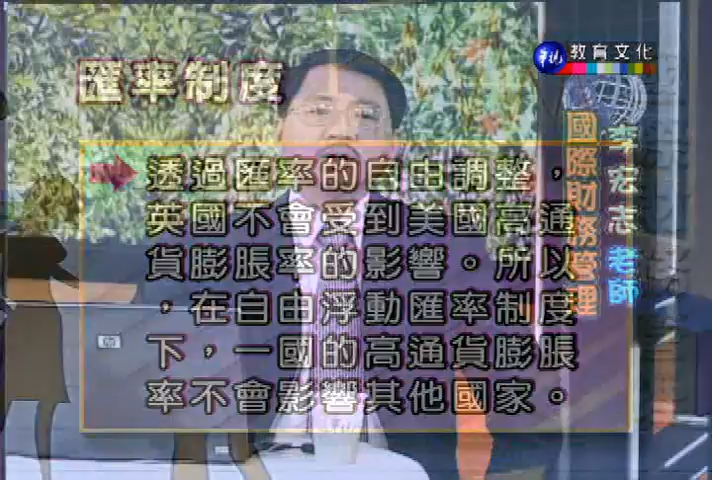 華視 教育文化
匯率制度
透過匯率的自由調整，
英國不會受到美國高通
貨膨脹率的影響。所以
，在自由浮動匯率制度
下，一國的高通貨膨脹
率不會影響其他國家。
國際財務管理
李宏志老師
hp